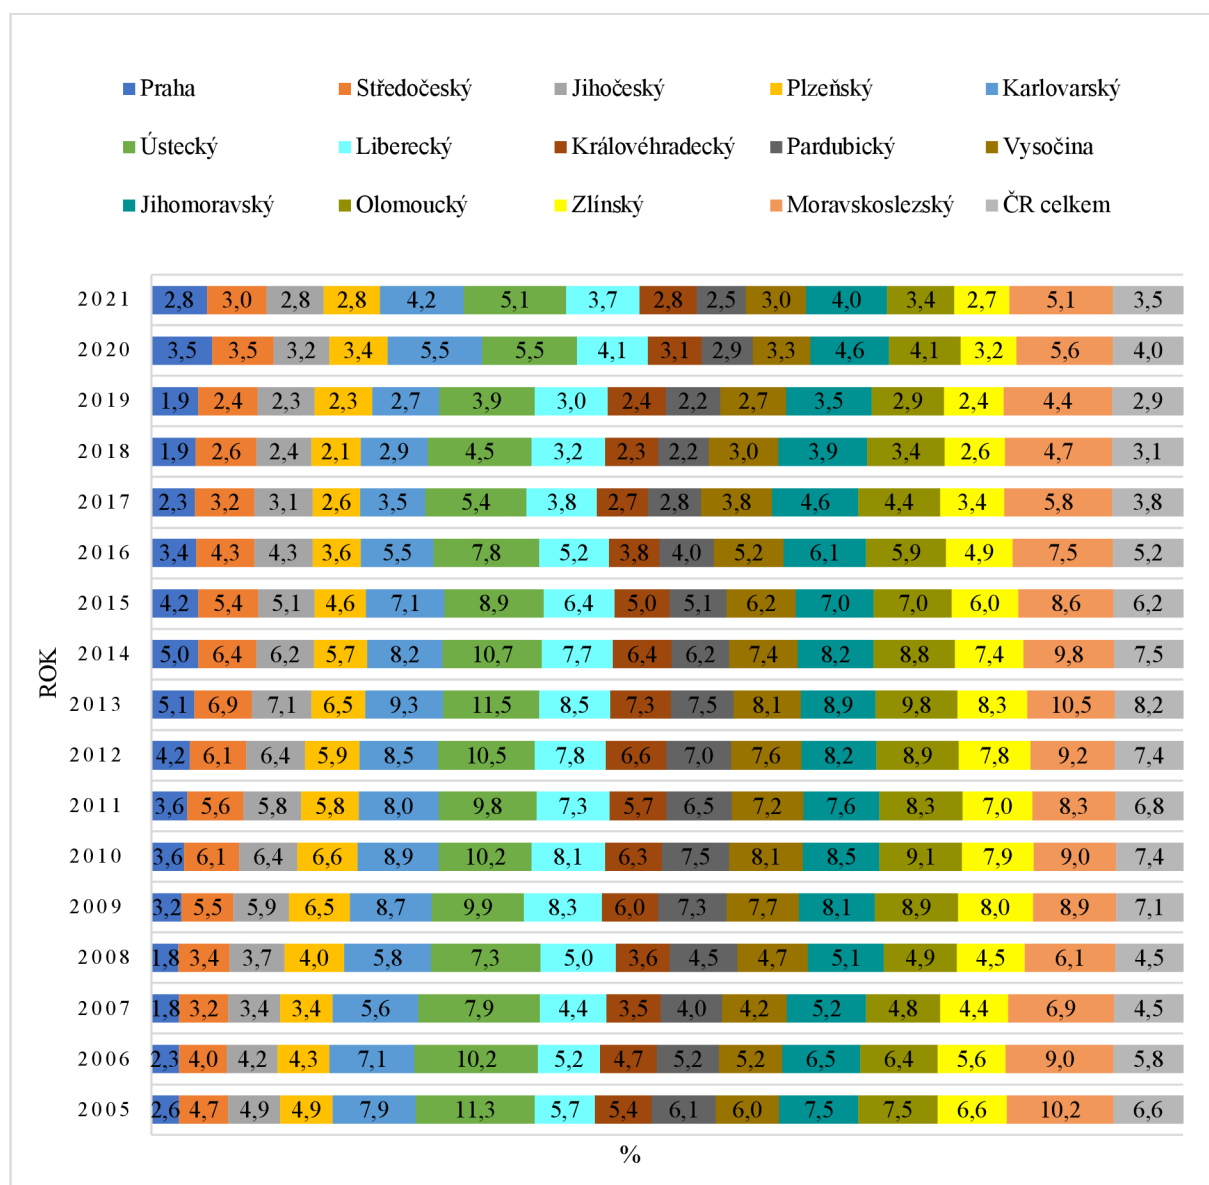 Praha Středočeský Jihočeský Plzeňský Karlovarský
Ústecký Liberecký Královéhradecký Pardubický Vysočina
Jihomoravský Olomoucký Zlínský Moravskoslezský ČR celkem
2021 2,8 3,0 2,8 2,8 4,2 5,1 3,7 2,8 2,5 3,0 4,0 3,4 2,7 5,1 3,5
2020 3,5 3,5 3,2 3,4 5,5 5,5 4,1 3,1 2,9 3,3 4,6 4,1 3,2 5,6 4,0
2019 1,9 2,4 2,3 2,3 2,7 3,9 3,0 2,4 2,2 2,7 3,5 2,9 2,4 4,4 2,9
2018 1,9 2,6 2,4 2,1 2,9 4,5 3,2 2,3 2,2 3,0 3,9 3,4 2,6 4,7 3,1
2017 2,3 3,2 3,1 2,6 3,5 5,4 3,8 2,7 2,8 3,8 4,6 4,4 3,4 5,8 3,8
2016 3,4 4,3 4,3 3,6 5,5 7,8 5,2 3,8 4,0 5,2 6,1 5,9 4,9 7,5 5,2
2015 4,2 5,4 5,1 4,6 7,1 8,9 6,4 5,0 5,1 6,2 7,0 7,0 6,0 8,6 6,2
2014 5,0 6,4 6,2 5,7 8,2 10,7 7,7 6,4 6,2 7,4 8,2 8,8 7,4 9,8 7,5
2013 5,1 6,9 7,1 6,5 9,3 11,5 8,5 7,3 7,5 8,1 8,9 9,8 8,3 10,5 8,2
2012 4,2 6,1 6,4 5,9 8,5 10,5 7,8 6,6 7,0 7,6 8,2 8,9 7,8 9,2 7,4
2011 3,6 5,6 5,8 5,8 8,0 9,8 7,3 5,7 6,5 7,2 7,6 8,3 7,0 8,3 6,8
2010 3,6 6,1 6,4 6,6 8,9 10,2 8,1 6,3 7,5 8,1 8,5 9,1 7,9 9,0 7,4
2009 3,2 5,5 5,9 6,5 8,7 9,9 8,3 6,0 7,3 7,7 8,1 8,9 8,0 8,9 7,1
2008 1,8 3,4 3,7 4,0 5,8 7,3 5,0 3,6 4,5 4,7 5,1 4,9 4,5 6,1 4,5
2007 1,8 3,2 3,4 3,4 5,6 7,9 4,4 3,5 4,0 4,2 5,2 4,8 4,4 6,9 4,5
2006 2,3 4,0 4,2 4,3 7,1 10,2 5,2 4,7 5,2 5,2 6,5 6,4 5,6 9,0 5,8
2005 2,6 4,7 4,9 4,9 7,9 11,3 5,7 5,4 6,1 6,0 7,5 7,5 6,6 10,2 6,6
ROK
%